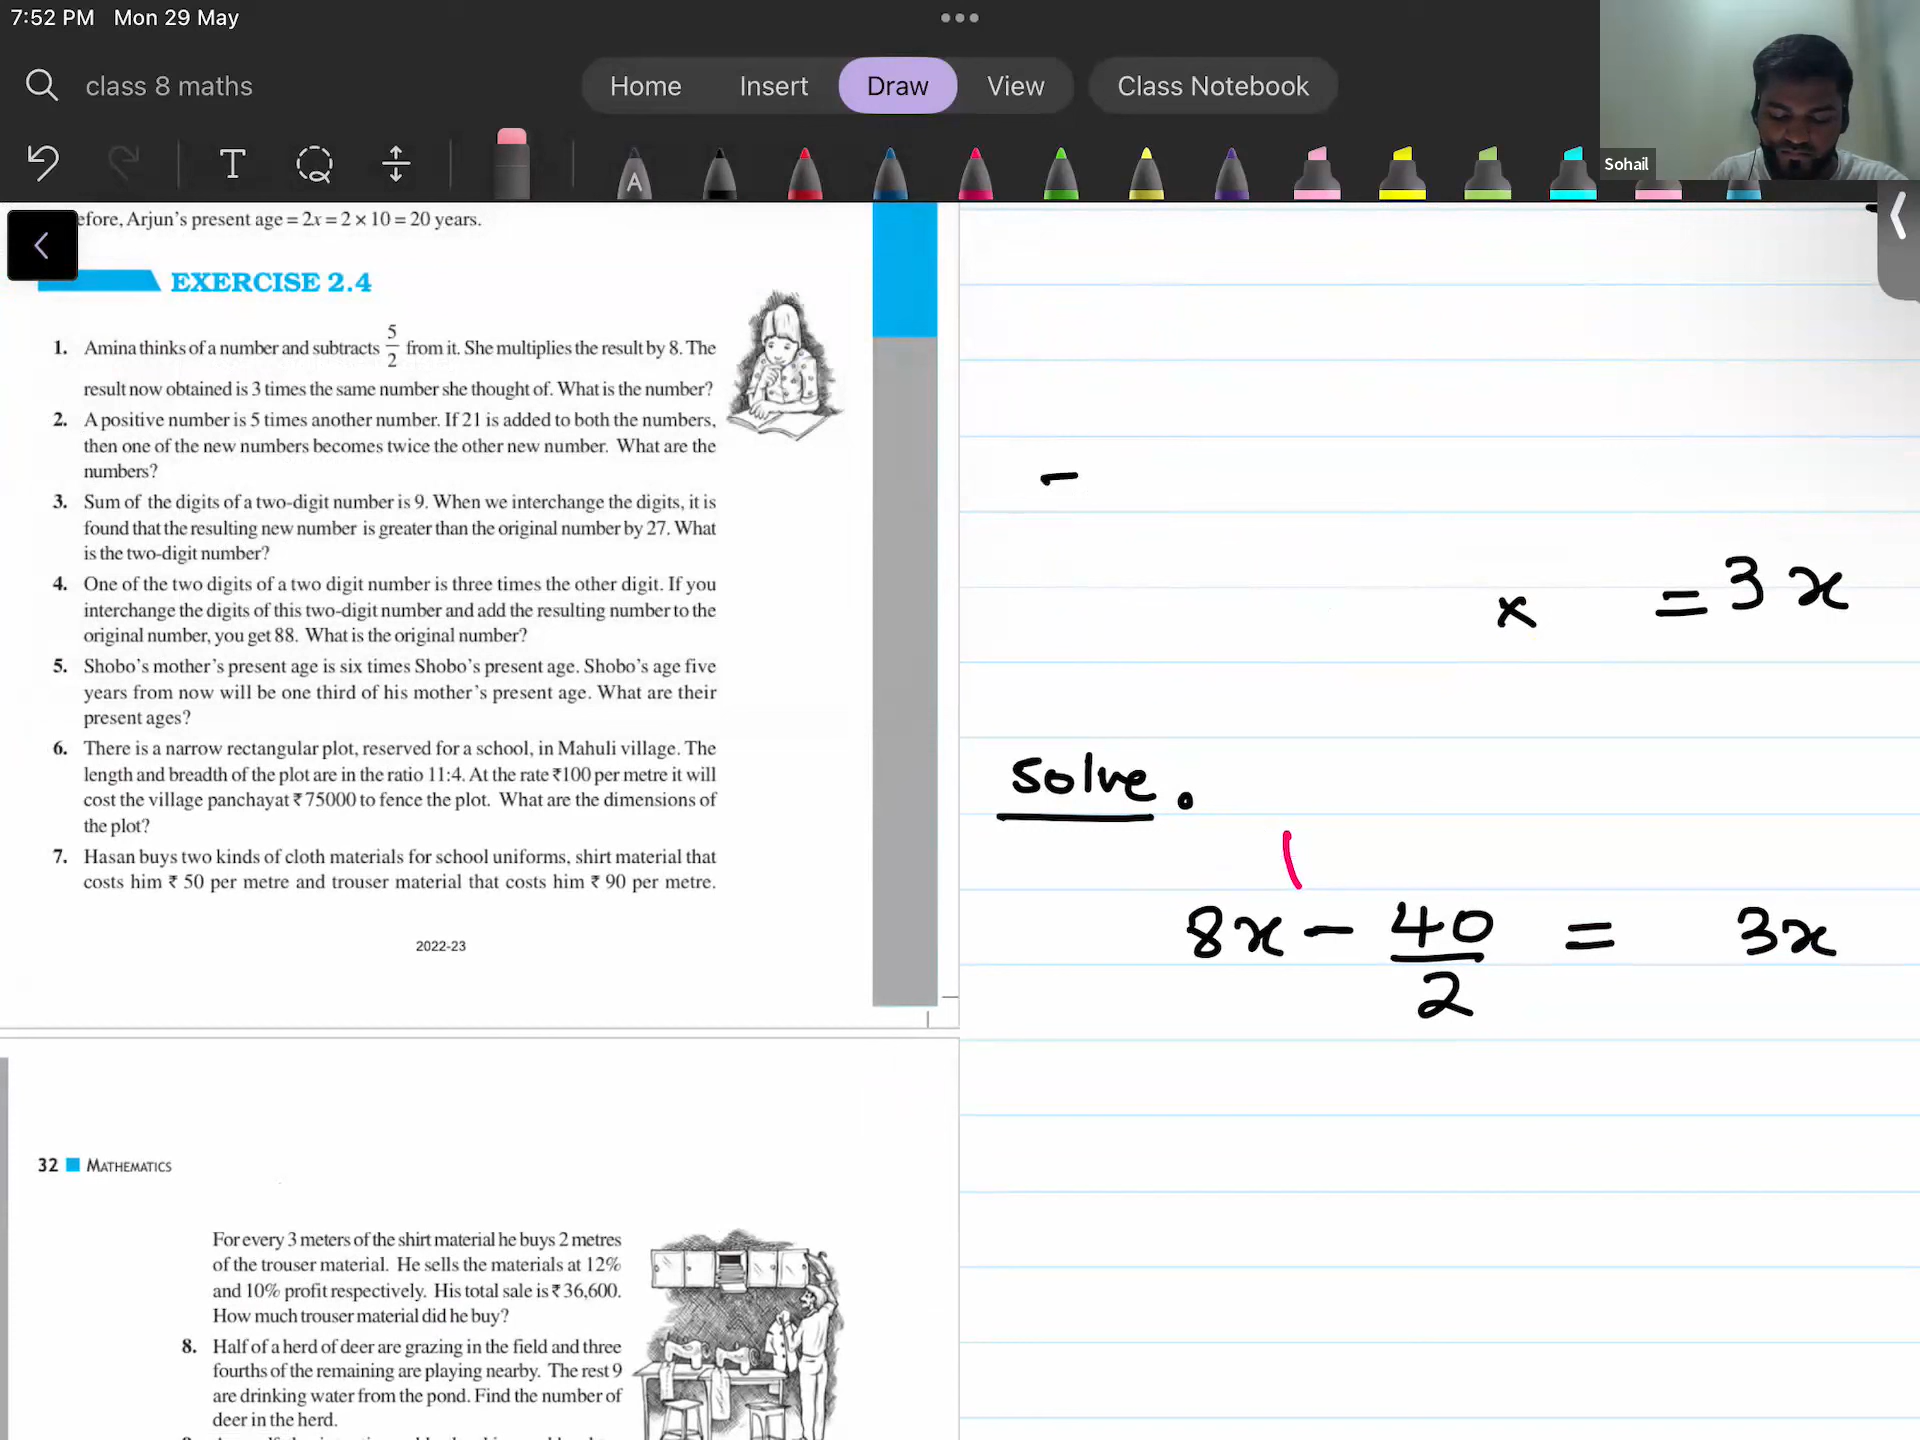 7:52 PM Mon 29 May
class 8 maths
Home Insert Draw View Class Notebook
T A
Sohail
efore, Arjun's present age = 2x = 2 × 10 = 20 years.
EXERCISE 2.4
1. Amina thinks of a number and subtracts 5/2 from it. She multiplies the result by 8. The
result now obtained is 3 times the same number she thought of. What is the number?
2. A positive number is 5 times another number. If 21 is added to both the numbers,
then one of the new numbers becomes twice the other new number. What are the
numbers?
3. Sum of the digits of a two-digit number is 9. When we interchange the digits, it is
found that the resulting new number is greater than the original number by 27. What
is the two-digit number?
4. One of the two digits of a two digit number is three times the other digit. If you
interchange the digits of this two-digit number and add the resulting number to the
original number, you get 88. What is the original number?
5. Shobo's mother's present age is six times Shobo's present age. Shobo's age five
years from now will be one third of his mother's present age. What are their
present ages?
6. There is a narrow rectangular plot, reserved for a school, in Mahuli village. The
length and breadth of the plot are in the ratio 11:4. At the rate ₹100 per metre it will
cost the village panchayat ₹ 75000 to fence the plot. What are the dimensions of
the plot?
7. Hasan buys two kinds of cloth materials for school uniforms, shirt material that
costs him ₹ 50 per metre and trouser material that costs him ₹ 90 per metre.
2022-23
32 MATHEMATICS
For every 3 meters of the shirt material he buys 2 metres
of the trouser material. He sells the materials at 12%
and 10% profit respectively. His total sale is ₹ 36,600.
How much trouser material did he buy?
8. Half of a herd of deer are grazing in the field and three
fourths of the remaining are playing nearby. The rest 9
are drinking water from the pond. Find the number of
deer in the herd.
−
× = 3x
Solve.
8x − 40/2 = 3x